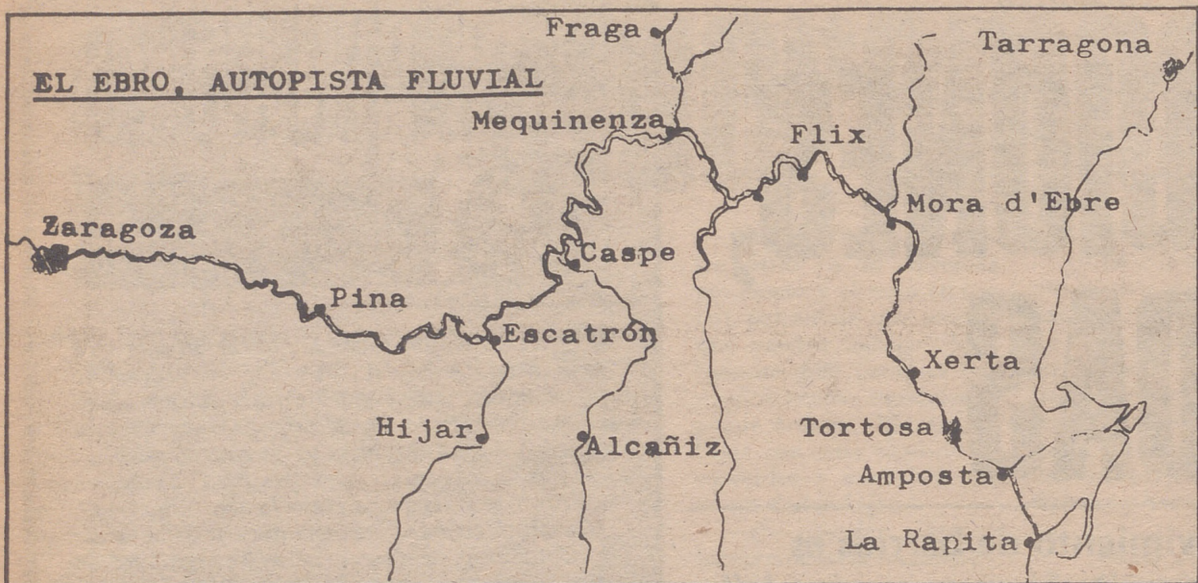 Fraga
Tarragona
EL EBRO, AUTOPISTA FLUVIAL
Mequinenza
Flix
Mora d'Ebre
Zaragoza
Caspe
Pina
Escatrón
Xerta
Hijar
Tortosa
Alcañiz
Amposta
La Rapita